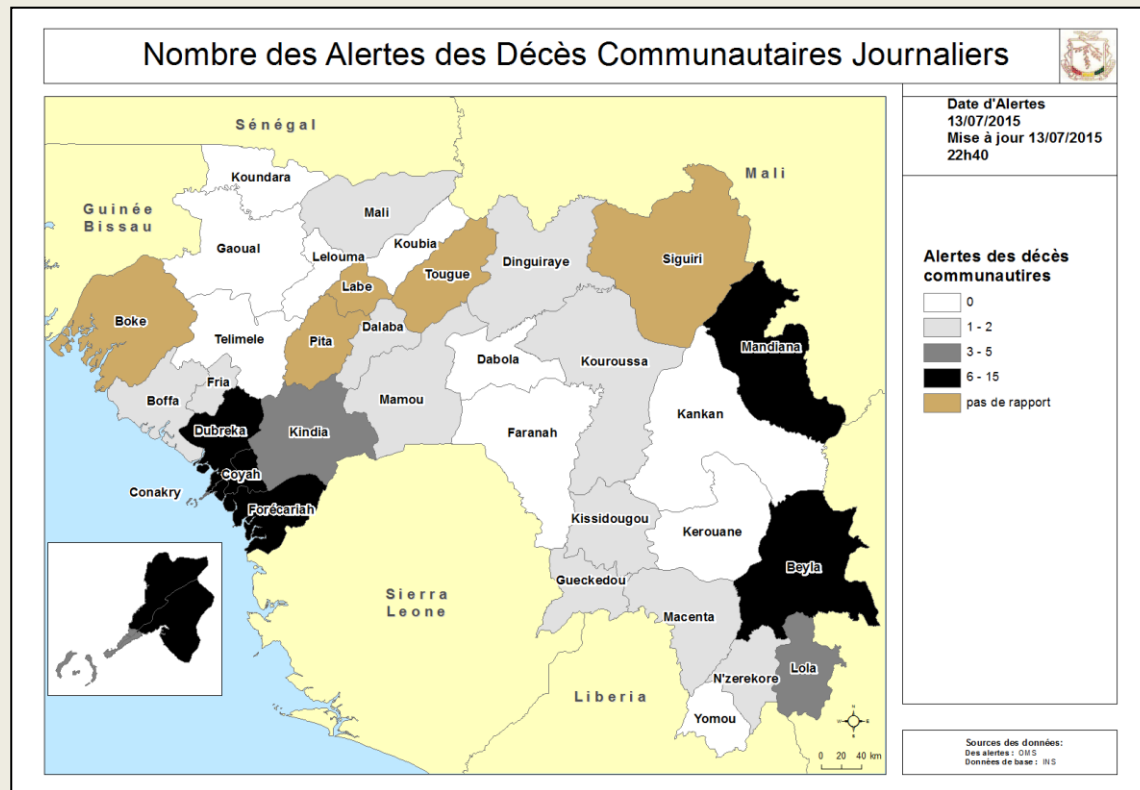 Nombre des Alertes des Décès Communautaires Journaliers
Date d'Alertes
13/07/2015
Mise à jour 13/07/2015
22h40
Sénégal
Mali
Guinée
Bissau
Koundara
Mali
Gaoual
Koubia
Lelouma
Dinguiraye
Siguiri
Tougue
Labe
Boke
Dalaba
Telimele
Pita
Mandiana
Dabola
Kouroussa
Fria
Boffa
Mamou
Kankan
Dubreka
Kindia
Faranah
Coyah
Conakry
Forécariah
Kissidougou
Kerouane
Beyla
Gueckedou
Sierra
Leone
Macenta
Lola
N'zerekore
Liberia
Yomou
N
W
E
S
0 20 40 km
Alertes des décès
communautires
0
1 - 2
3 - 5
6 - 15
pas de rapport
Sources des données:
Des alertes : OMS
Données de base : INS